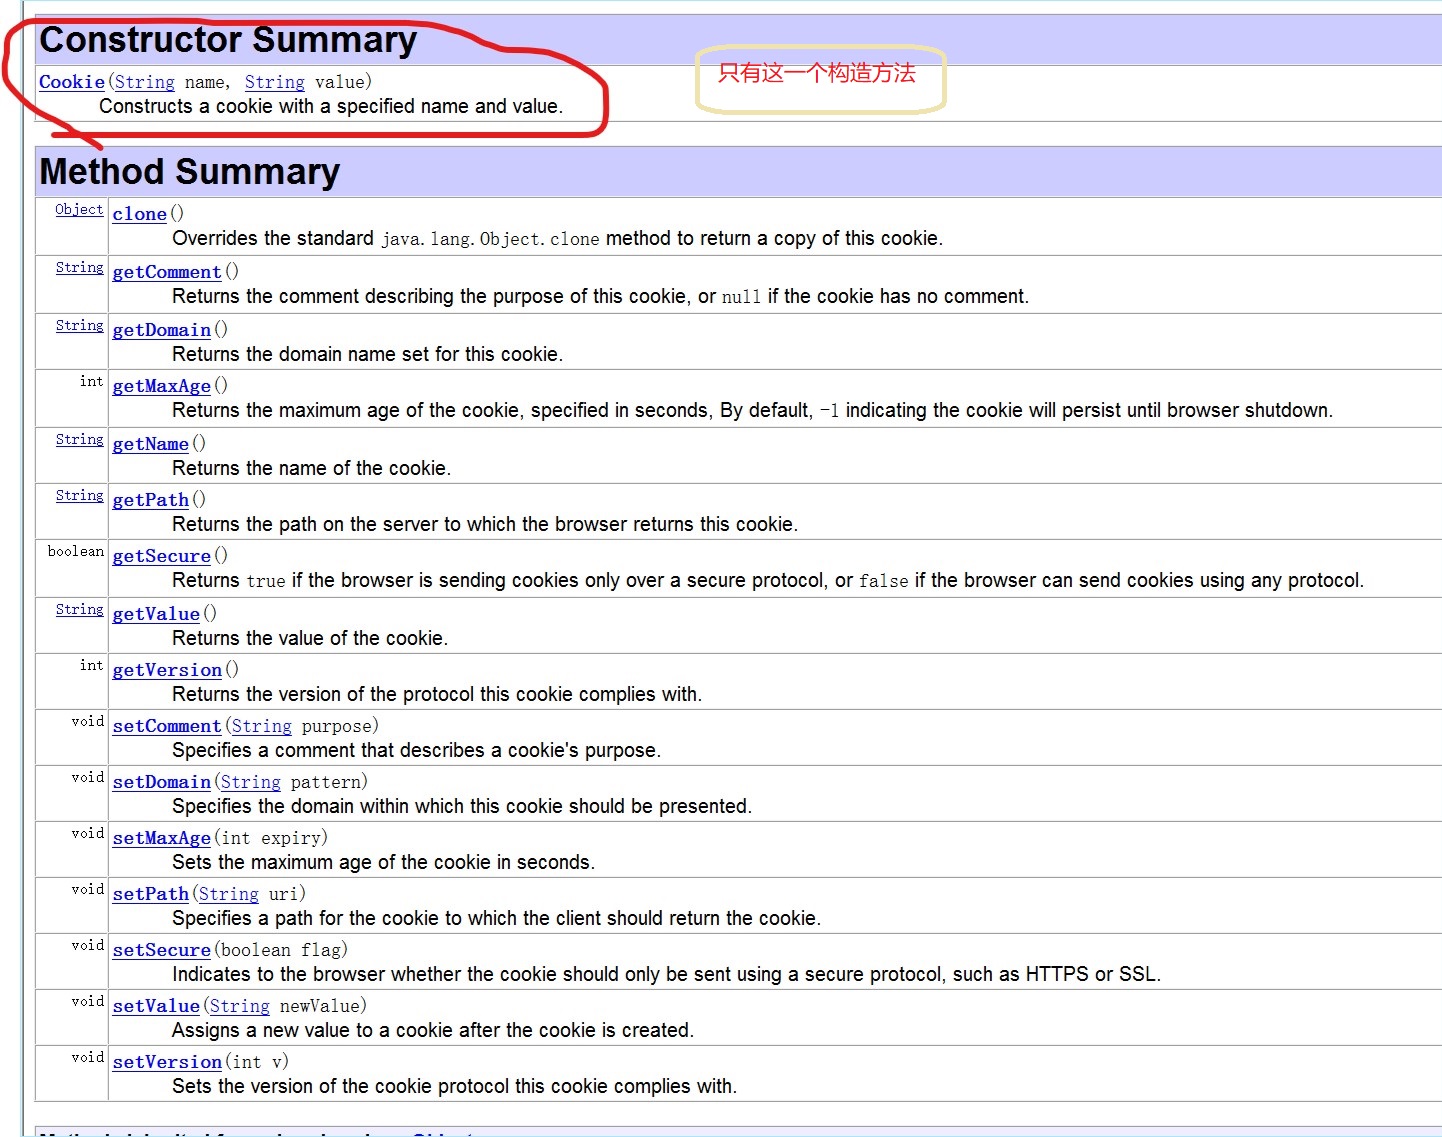 Constructor Summary
Cookie(String name, String value)
Constructs a cookie with a specified name and value.
只有这一个构造方法
Method Summary
Object clone()
Overrides the standard java.lang.Object.clone method to return a copy of this cookie.
String getComment()
Returns the comment describing the purpose of this cookie, or null if the cookie has no comment.
String getDomain()
Returns the domain name set for this cookie.
int getMaxAge()
Returns the maximum age of the cookie, specified in seconds, By default, -1 indicating the cookie will persist until browser shutdown.
String getName()
Returns the name of the cookie.
String getPath()
Returns the path on the server to which the browser returns this cookie.
boolean getSecure()
Returns true if the browser is sending cookies only over a secure protocol, or false if the browser can send cookies using any protocol.
String getValue()
Returns the value of the cookie.
int getVersion()
Returns the version of the protocol this cookie complies with.
void setComment(String purpose)
Specifies a comment that describes a cookie's purpose.
void setDomain(String pattern)
Specifies the domain within which this cookie should be presented.
void setMaxAge(int expiry)
Sets the maximum age of the cookie in seconds.
void setPath(String uri)
Specifies a path for the cookie to which the client should return the cookie.
void setSecure(boolean flag)
Indicates to the browser whether the cookie should only be sent using a secure protocol, such as HTTPS or SSL.
void setValue(String newValue)
Assigns a new value to a cookie after the cookie is created.
void setVersion(int v)
Sets the version of the cookie protocol this cookie complies with.